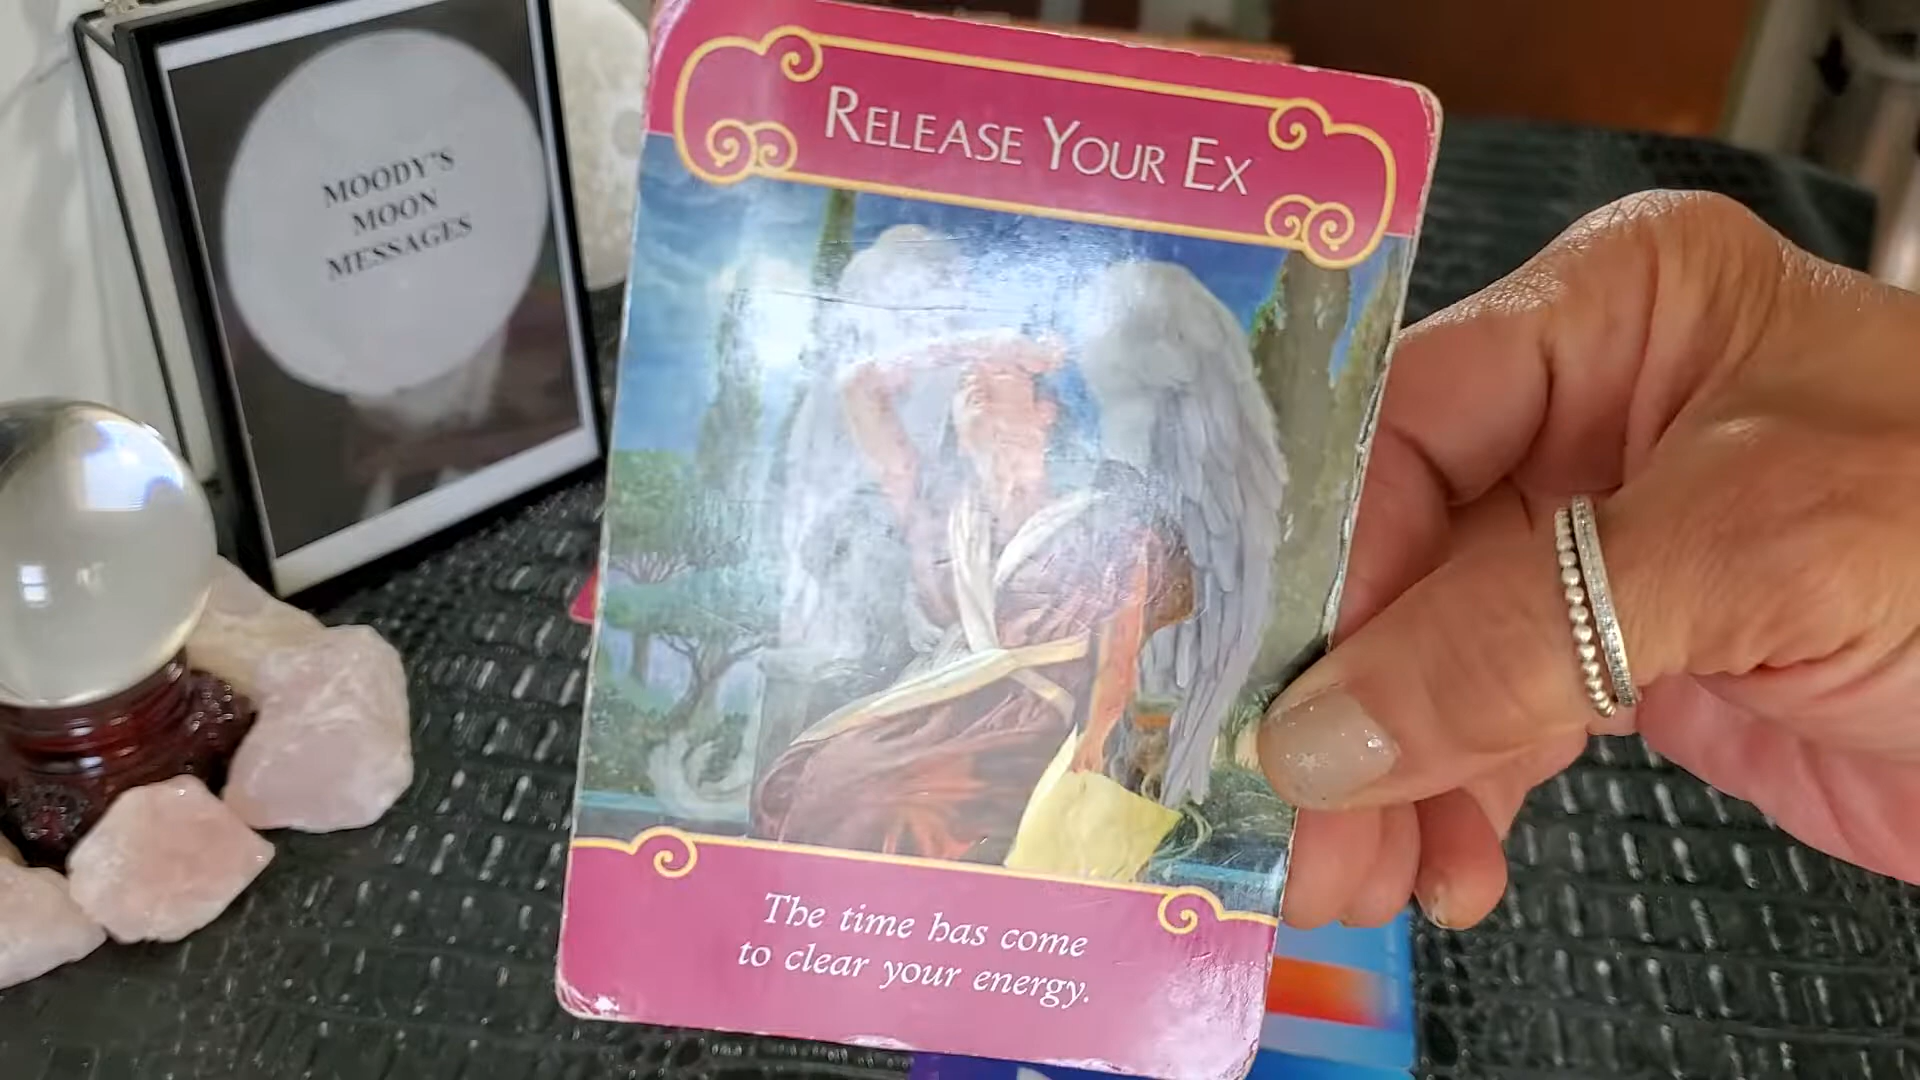 MOODY'S
MOON
MESSAGES
RELEASE YOUR EX
The time has come
to clear your energy.